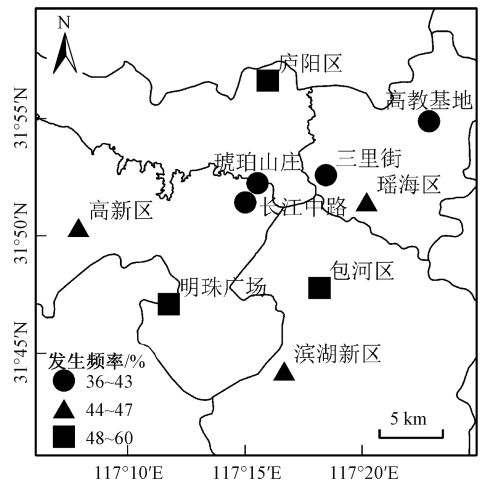 N
庐阳区
31°55′N
高教基地
琥珀山庄
三里街
瑶海区
高新区
长江中路
31°50′N
明珠广场
包河区
31°45′N
滨湖新区
发生频率/%
36~43
44~47
48~60
5 km
117°10′E
117°15′E
117°20′E